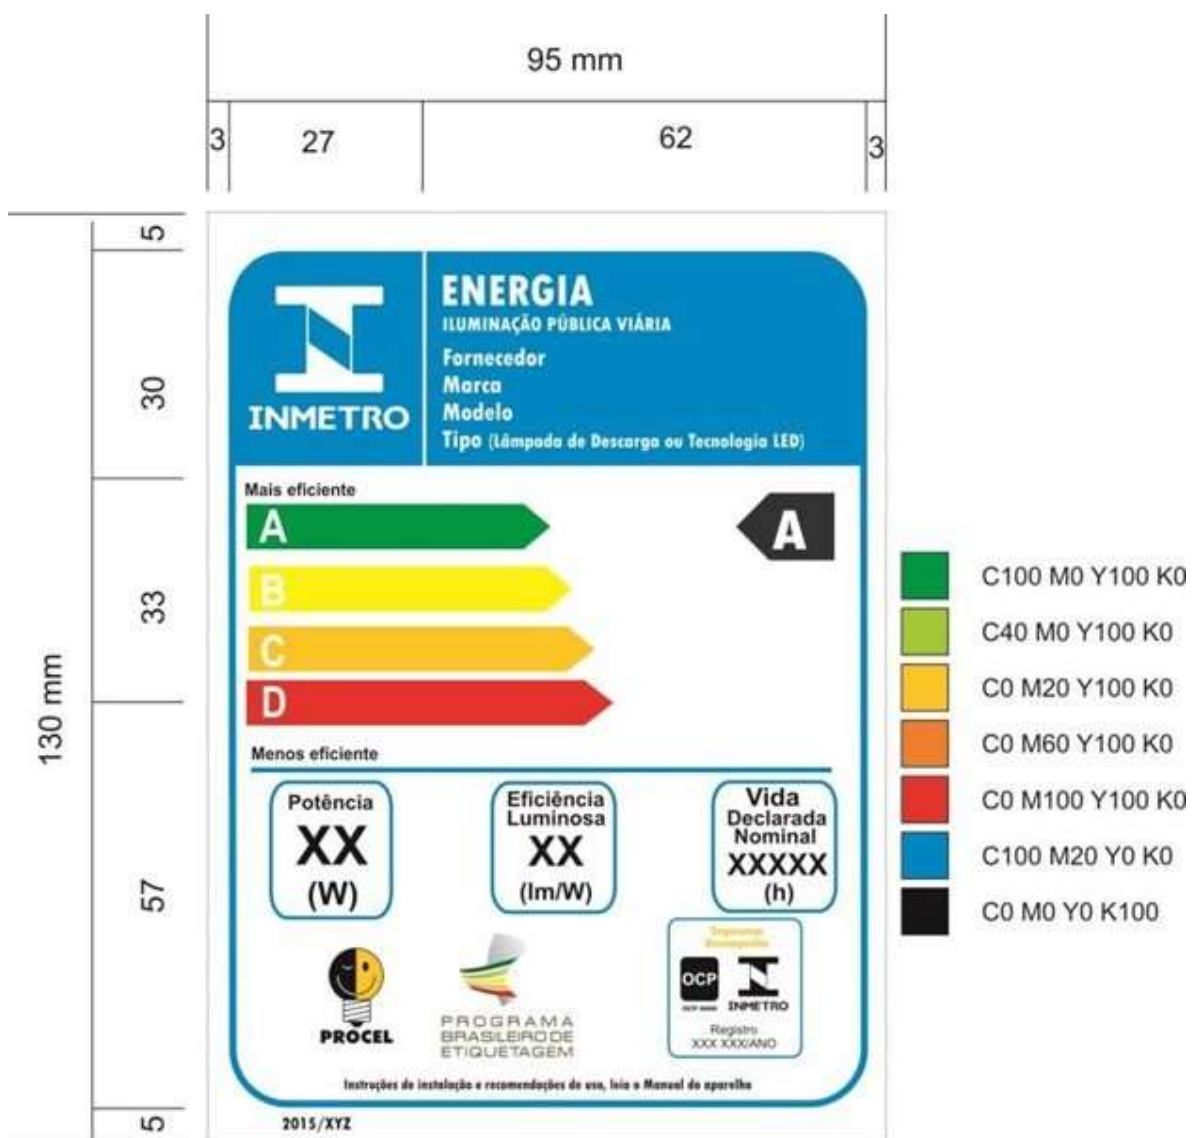 95 mm
3
27
62
3
5
30
33
57
5
130 mm
INMETRO
ENERGIA
ILUMINAÇÃO PÚBLICA VIÁRIA
Fornecedor
Marca
Modelo
Tipo (Lâmpada de Descarga ou Tecnologia LED)
Mais eficiente
A
A
B
C
D
Menos eficiente
Potência
XX
(W)
Eficiência
Luminosa
XX
(lm/W)
Vida
Declarada
Nominal
XXXXX
(h)
PROCEL
PROGRAMA
BRASILEIRO DE
ETIQUETAGEM
Segurança
Desempenho
OCP
INMETRO
Registro
XXX XXX/ANO
Instruções de instalação e recomendações de uso, leia o Manual do aparelho
2015/XYZ
C100 M0 Y100 K0
C40 M0 Y100 K0
C0 M20 Y100 K0
C0 M60 Y100 K0
C0 M100 Y100 K0
C100 M20 Y0 K0
C0 M0 Y0 K100